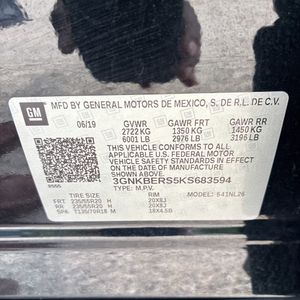 GM
MFD BY GENERAL MOTORS DE MEXICO, S. DE R.L. DE C.V.
06/19 GVWR GAWR FRT GAWR RR
2722 KG 1350 KG 1450 KG
6001 LB 2976 LB 3196 LB
THIS VEHICLE CONFORMS TO ALL APPLICABLE
U.S. FEDERAL MOTOR VEHICLE SAFETY
STANDARDS IN EFFECT ON THE DATE OF
MANUFACTURE SHOWN ABOVE.
3GNKBERS5KS683594
TYPE: M.P.V. MODEL:
TIRE SIZE RIM
FRT 235/55R20 H 20X8J
RR 235/55R20 H 20X8J
SPA T135/70R18 M 18X4.5B